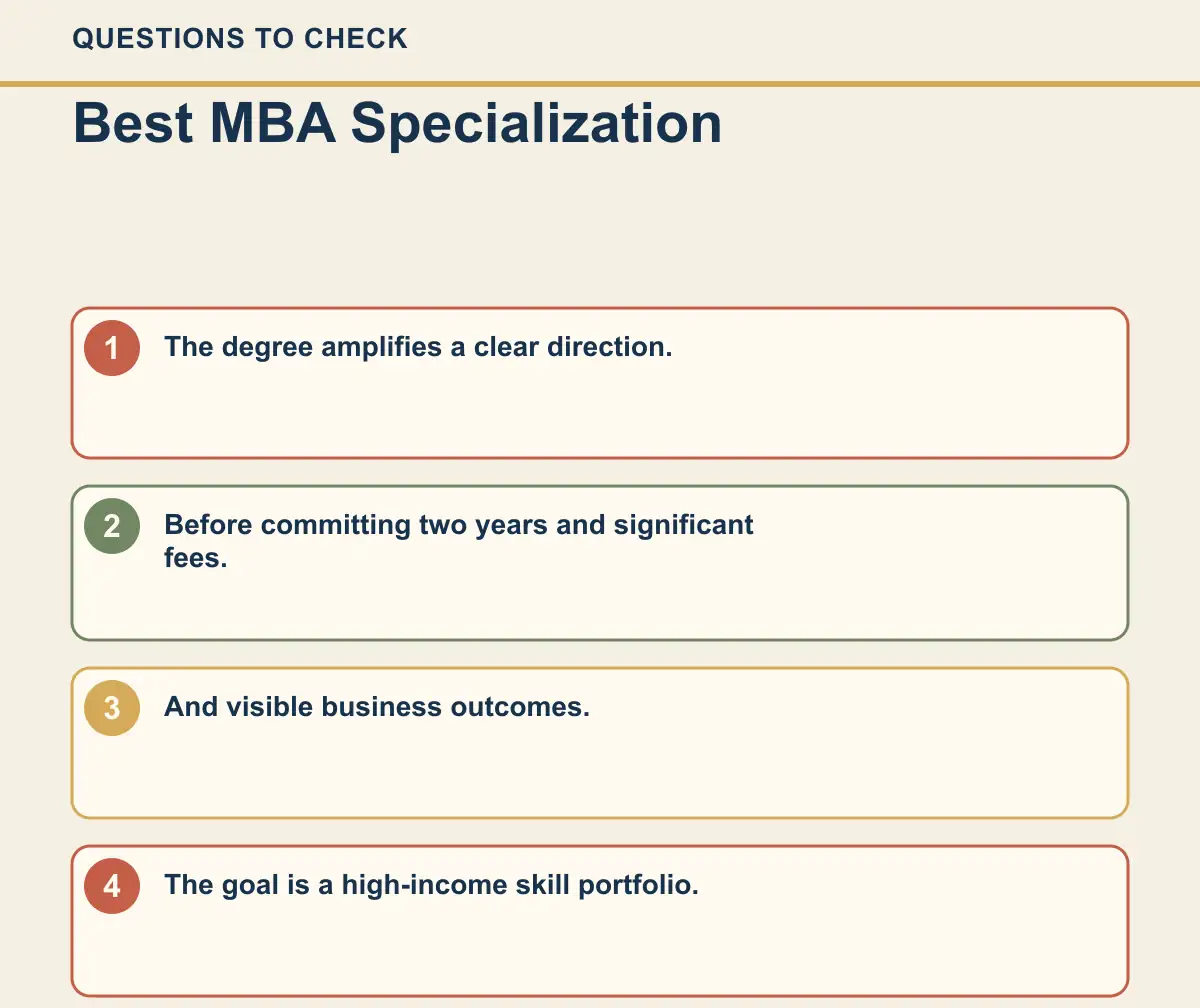 QUESTIONS TO CHECK
Best MBA Specialization
1
The degree amplifies a clear direction.
2
Before committing two years and significant
fees.
3
And visible business outcomes.
4
The goal is a high-income skill portfolio.